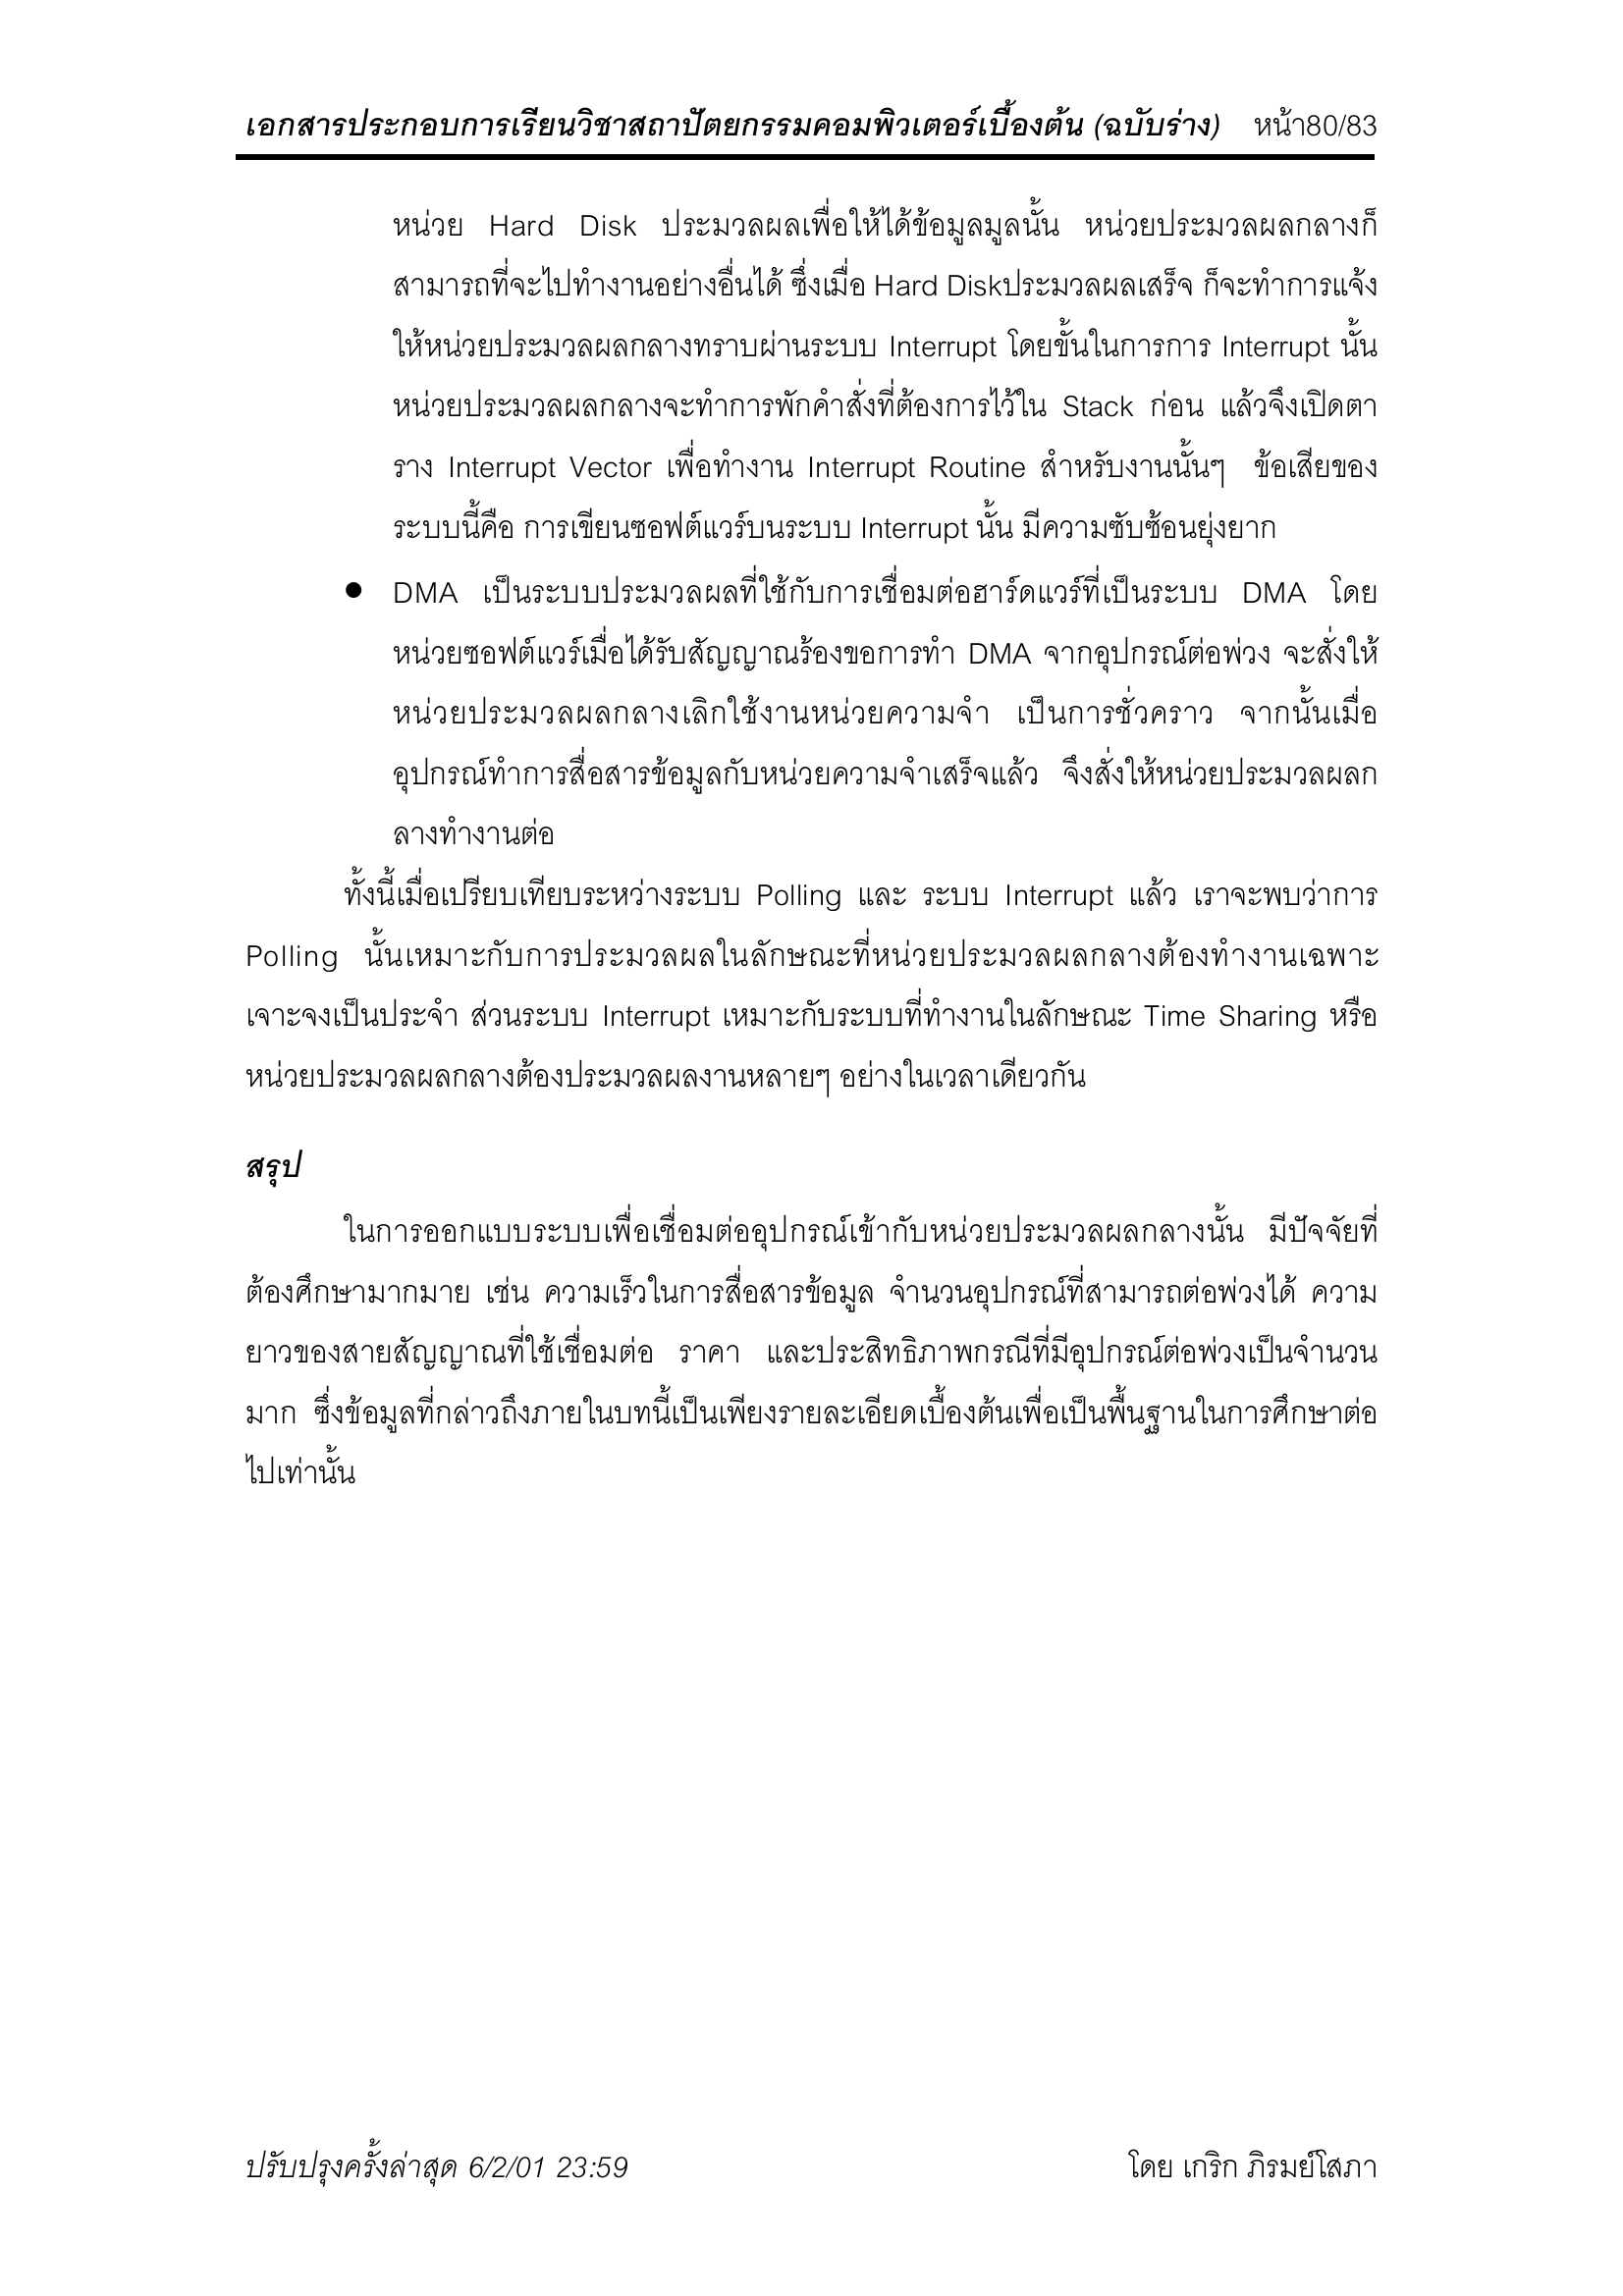 เอกสารประกอบการเรียนวิชาสถาปัตยกรรมคอมพิวเตอร์เบื้องต้น (ฉบับร่าง) หน้า80/83
หน่วย Hard Disk ประมวลผลเพื่อให้ได้ข้อมูลมูลนั้น หน่วยประมวลผลกลางก็
สามารถที่จะไปทำงานอย่างอื่นได้ ซึ่งเมื่อ Hard Diskประมวลผลเสร็จ ก็จะทำการแจ้ง
ให้หน่วยประมวลผลกลางทราบผ่านระบบ Interrupt โดยขั้นในการการ Interrupt นั้น
หน่วยประมวลผลกลางจะทำการพักคำสั่งที่ต้องการไว้ใน Stack ก่อน แล้วจึงเปิดตา
ราง Interrupt Vector เพื่อทำงาน Interrupt Routine สำหรับงานนั้นๆ ข้อเสียของ
ระบบนี้คือ การเขียนซอฟต์แวร์บนระบบ Interrupt นั้น มีความซับซ้อนยุ่งยาก
● DMA เป็นระบบประมวลผลที่ใช้กับการเชื่อมต่อฮาร์ดแวร์ที่เป็นระบบ DMA โดย
หน่วยซอฟต์แวร์เมื่อได้รับสัญญาณร้องขอการทำ DMA จากอุปกรณ์ต่อพ่วง จะสั่งให้
หน่วยประมวลผลกลางเลิกใช้งานหน่วยความจำ เป็นการชั่วคราว จากนั้นเมื่อ
อุปกรณ์ทำการสื่อสารข้อมูลกับหน่วยความจำเสร็จแล้ว จึงสั่งให้หน่วยประมวลผลก
ลางทำงานต่อ
ทั้งนี้เมื่อเปรียบเทียบระหว่างระบบ Polling และ ระบบ Interrupt แล้ว เราจะพบว่าการ
Polling นั้นเหมาะกับการประมวลผลในลักษณะที่หน่วยประมวลผลกลางต้องทำงานเฉพาะ
เจาะจงเป็นประจำ ส่วนระบบ Interrupt เหมาะกับระบบที่ทำงานในลักษณะ Time Sharing หรือ
หน่วยประมวลผลกลางต้องประมวลผลงานหลายๆ อย่างในเวลาเดียวกัน
สรุป
ในการออกแบบระบบเพื่อเชื่อมต่ออุปกรณ์เข้ากับหน่วยประมวลผลกลางนั้น มีปัจจัยที่
ต้องศึกษามากมาย เช่น ความเร็วในการสื่อสารข้อมูล จำนวนอุปกรณ์ที่สามารถต่อพ่วงได้ ความ
ยาวของสายสัญญาณที่ใช้เชื่อมต่อ ราคา และประสิทธิภาพกรณีที่มีอุปกรณ์ต่อพ่วงเป็นจำนวน
มาก ซึ่งข้อมูลที่กล่าวถึงภายในบทนี้เป็นเพียงรายละเอียดเบื้องต้นเพื่อเป็นพื้นฐานในการศึกษาต่อ
ไปเท่านั้น
ปรับปรุงครั้งล่าสุด 6/2/01 23:59 โดย เกริก ภิรมย์โสภา